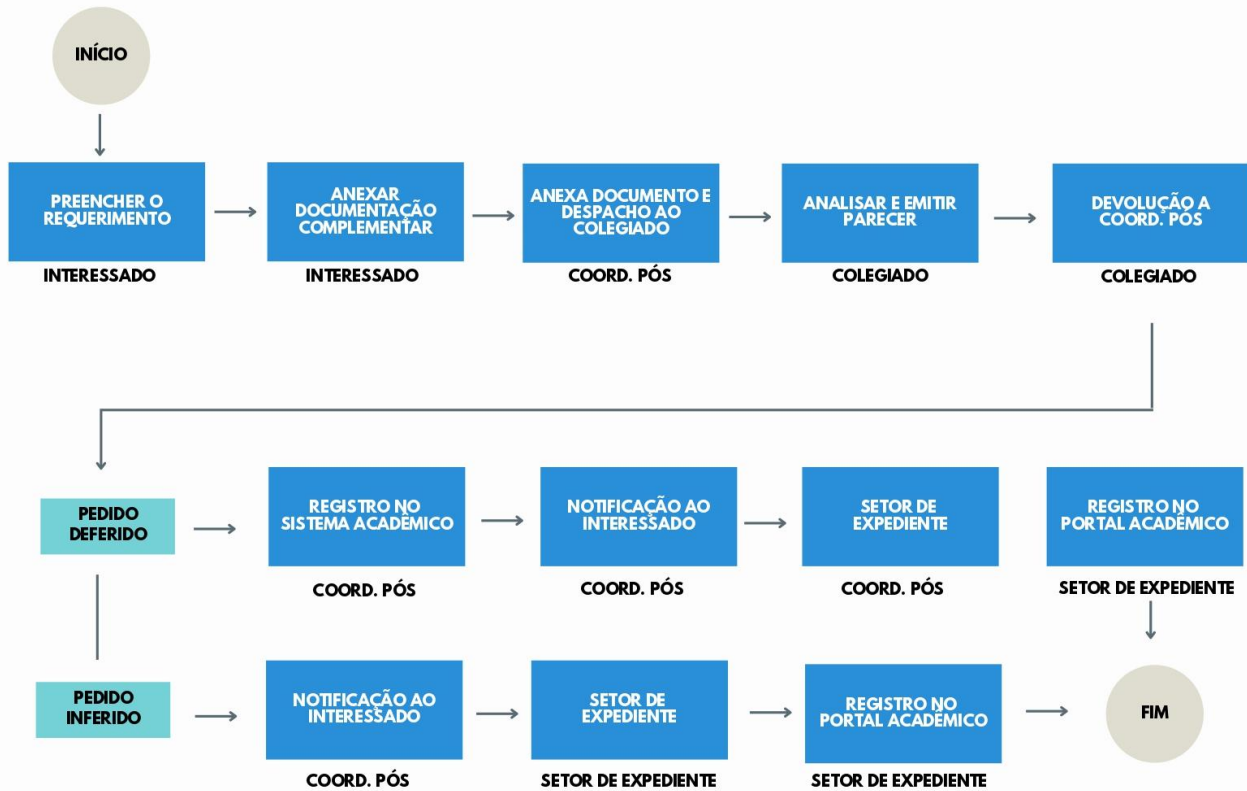 INÍCIO
PREENCHER O
REQUERIMENTO
INTERESSADO
ANEXAR
DOCUMENTAÇÃO
COMPLEMENTAR
INTERESSADO
ANEXA DOCUMENTO E
DESPACHO AO
COLEGIADO
COORD. PÓS
ANALISAR E EMITIR
PARECER
COLEGIADO
DEVOLUÇÃO A
COORD. PÓS
COLEGIADO
PEDIDO
DEFERIDO
REGISTRO NO
SISTEMA ACADÊMICO
COORD. PÓS
NOTIFICAÇÃO AO
INTERESSADO
COORD. PÓS
SETOR DE
EXPEDIENTE
COORD. PÓS
REGISTRO NO
PORTAL ACADÊMICO
SETOR DE EXPEDIENTE
PEDIDO
INFERIDO
NOTIFICAÇÃO AO
INTERESSADO
COORD. PÓS
SETOR DE
EXPEDIENTE
SETOR DE EXPEDIENTE
REGISTRO NO
PORTAL ACADÊMICO
SETOR DE EXPEDIENTE
FIM